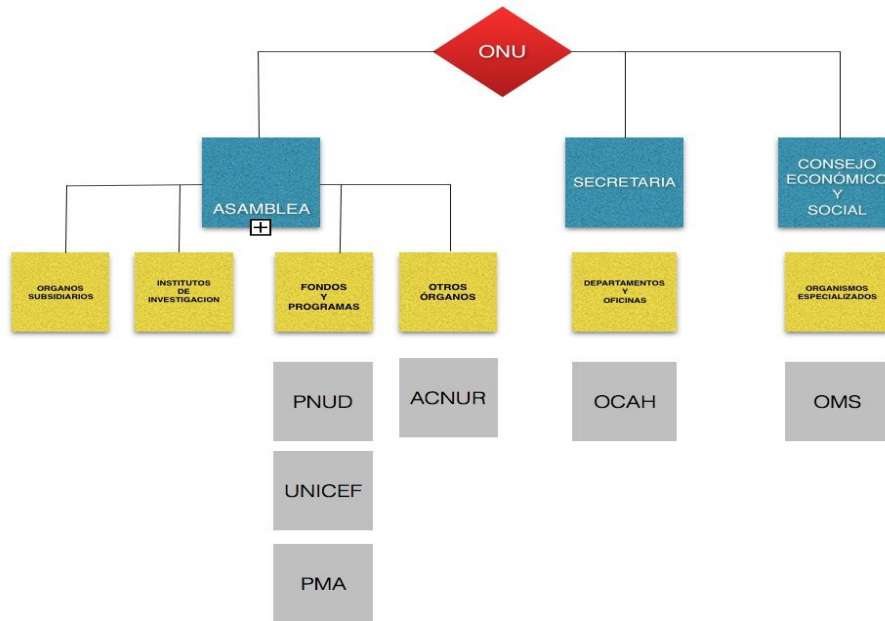 ONU
ASAMBLEA
SECRETARIA
CONSEJO
ECONÓMICO
Y
SOCIAL
ORGANOS
SUBSIDIARIOS
INSTITUTOS
DE
INVESTIGACION
FONDOS
Y
PROGRAMAS
OTROS
ÓRGANOS
DEPARTAMENTOS
Y
OFICINAS
ORGANISMOS
ESPECIALIZADOS
PNUD
ACNUR
OCAH
OMS
UNICEF
PMA